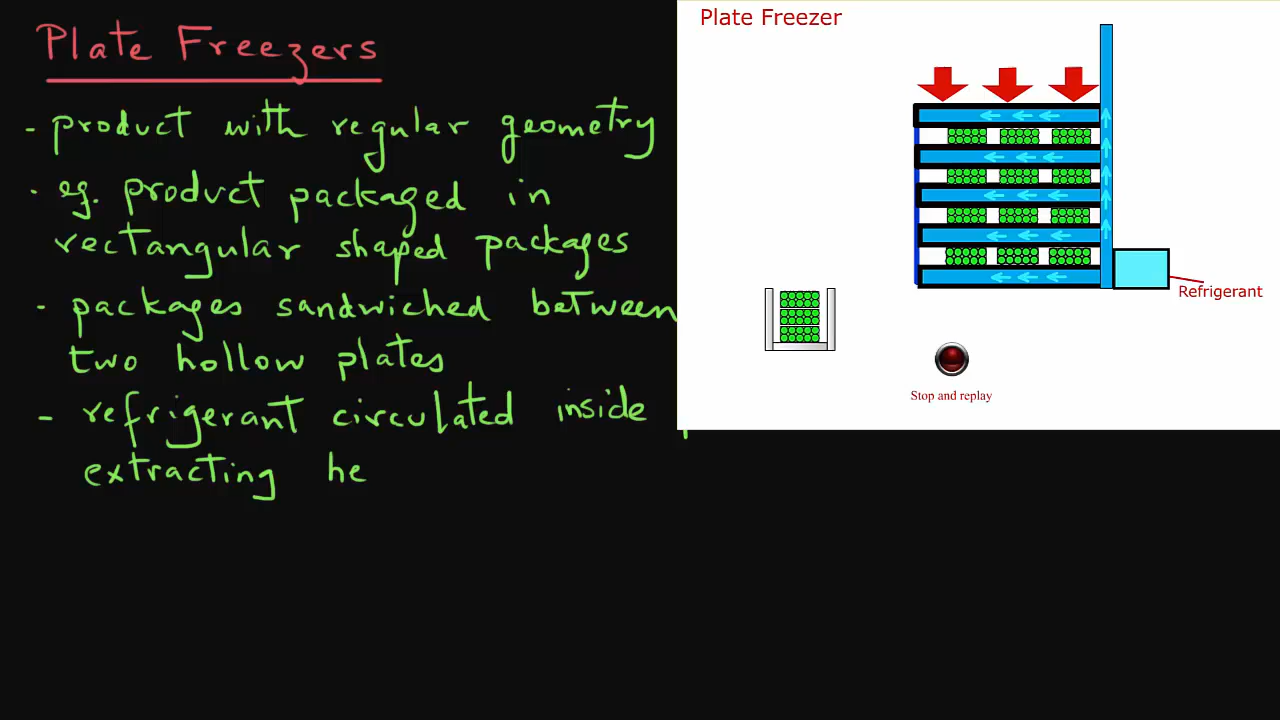 Plate Freezers
- product with regular geometry
· eg. product packaged in
rectangular shaped packages
- packages sandwiched between
two hollow plates
- refrigerant circulated inside
extracting he
Plate Freezer
Refrigerant
Stop and replay